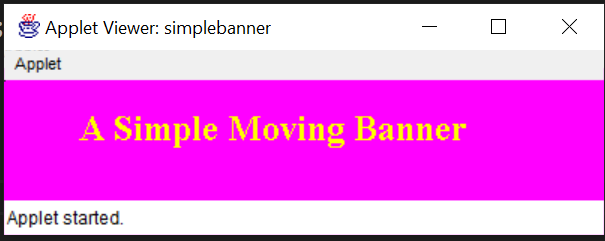 Applet Viewer: simplebanner
Applet
A Simple Moving Banner
Applet started.